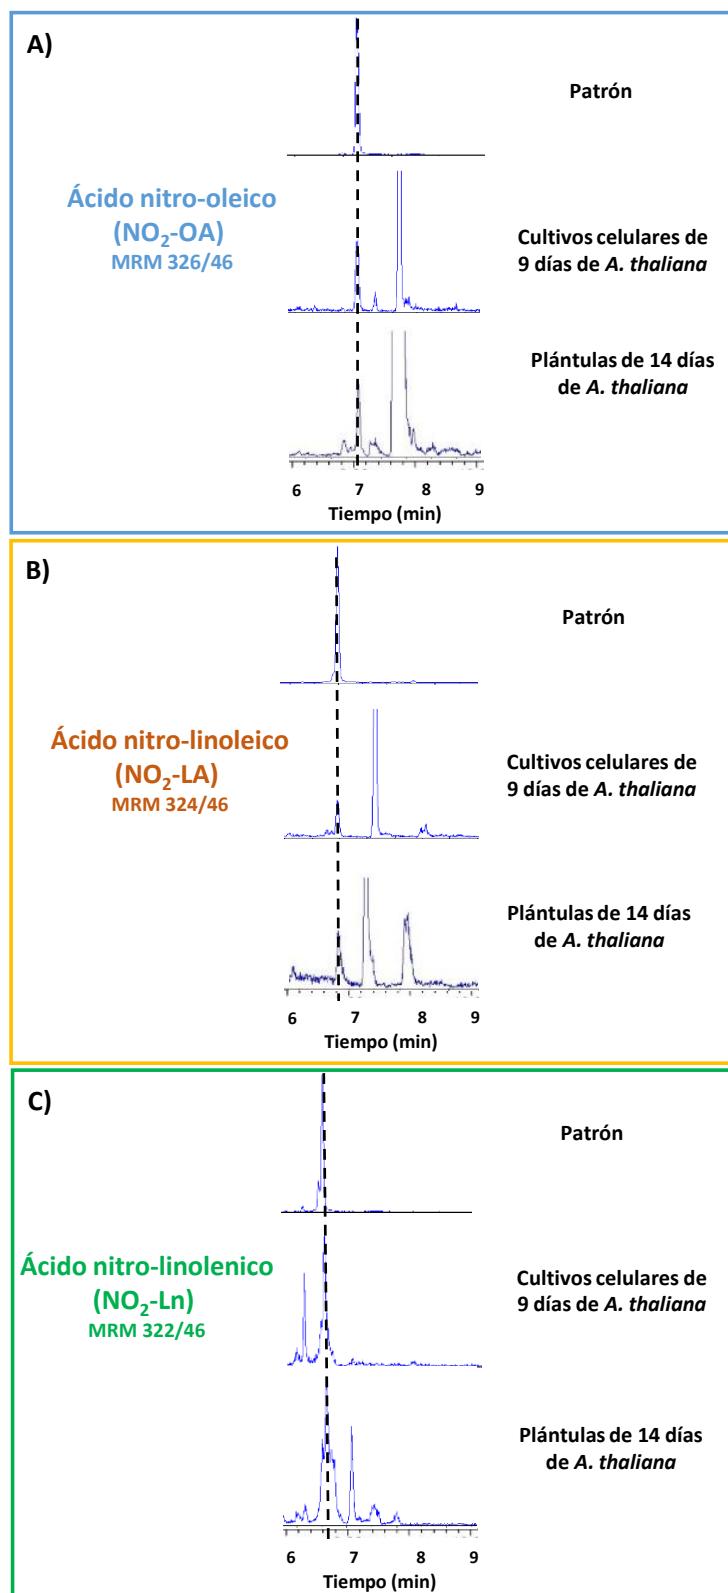 A)
Patrón
Ácido nitro-oleico
(NO₂-OA)
MRM 326/46
Cultivos celulares de
9 días de A. thaliana
Plántulas de 14 días
de A. thaliana
6 7 8 9
Tiempo (min)
B)
Patrón
Ácido nitro-linoleico
(NO₂-LA)
MRM 324/46
Cultivos celulares de
9 días de A. thaliana
Plántulas de 14 días
de A. thaliana
6 7 8 9
Tiempo (min)
C)
Patrón
Ácido nitro-linolenico
(NO₂-Ln)
MRM 322/46
Cultivos celulares de
9 días de A. thaliana
Plántulas de 14 días
de A. thaliana
6 7 8 9
Tiempo (min)